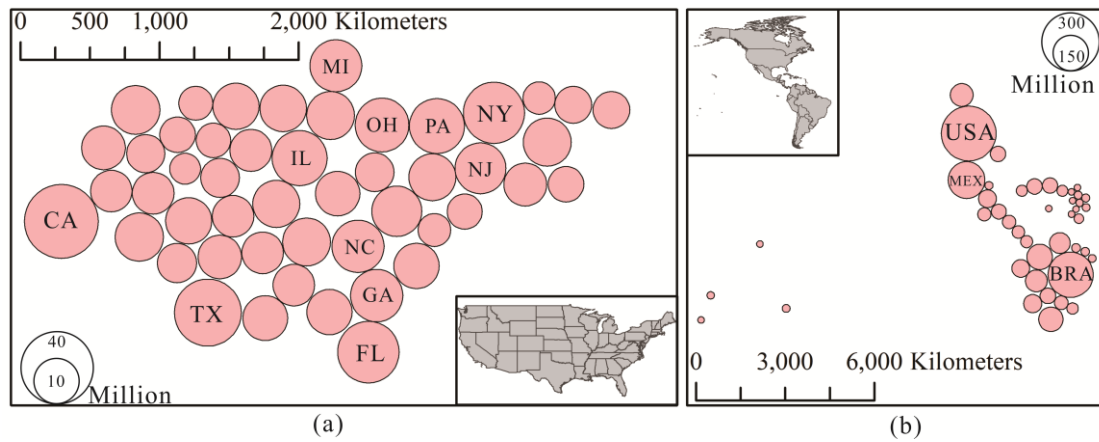 0 500 1,000 2,000 Kilometers
MI
OH PA NY
IL NJ
CA
NC
GA
TX
FL
40
10
Million
(a)
300
150
Million
USA
MEX
BRA
0 3,000 6,000 Kilometers
(b)